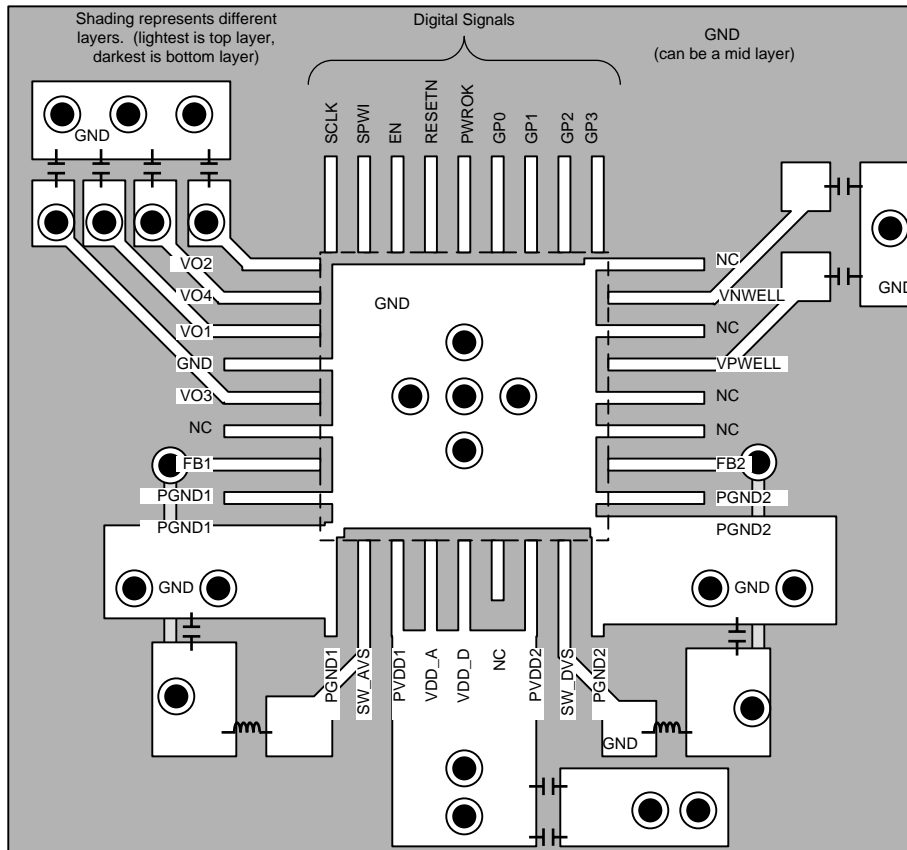 Shading represents different
layers. (lightest is top layer,
darkest is bottom layer)
Digital Signals
GND
(can be a mid layer)
SCLK
SPWI
EN
RESETN
PWROK
GP0
GP1
GP2
GP3
GND
GND
VO2
VO4
VO1
GND
VO3
NC
FB1
PGND1
PGND1
GND
GND
NC
VNWELL
NC
VPWELL
NC
NC
FB2
PGND2
PGND2
GND
GND
PGND1
SW_AVS
PVDD1
VDD_A
VDD_D
NC
PVDD2
SW_DVS
PGND2
GND